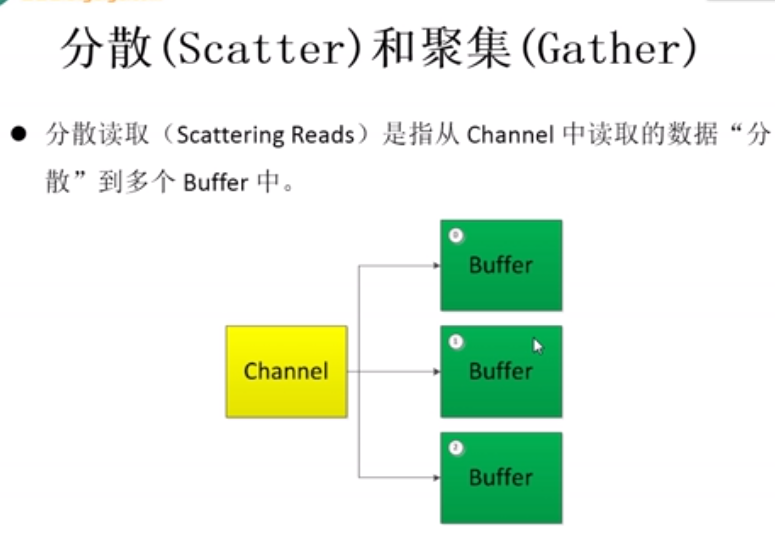 分散(Scatter)和聚集(Gather)
● 分散读取（Scattering Reads）是指从 Channel 中读取的数据“分
散”到多个 Buffer 中。
0
Buffer
Channel
1
Buffer
2
Buffer